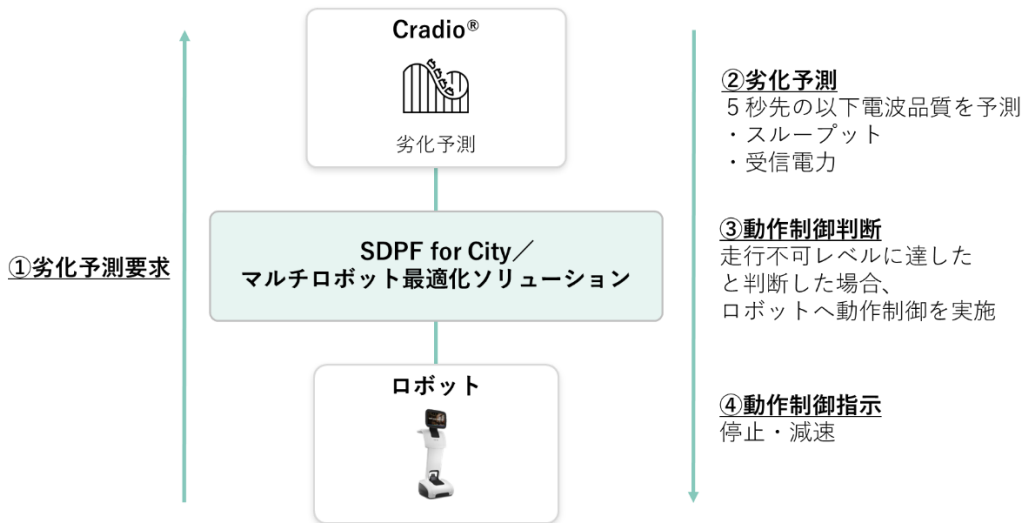 Cradio®
劣化予測
①劣化予測要求
SDPF for City／
マルチロボット最適化ソリューション
ロボット
②劣化予測
5秒先の以下電波品質を予測
・スループット
・受信電力
③動作制御判断
走行不可レベルに達した
と判断した場合、
ロボットへ動作制御を実施
④動作制御指示
停止・減速